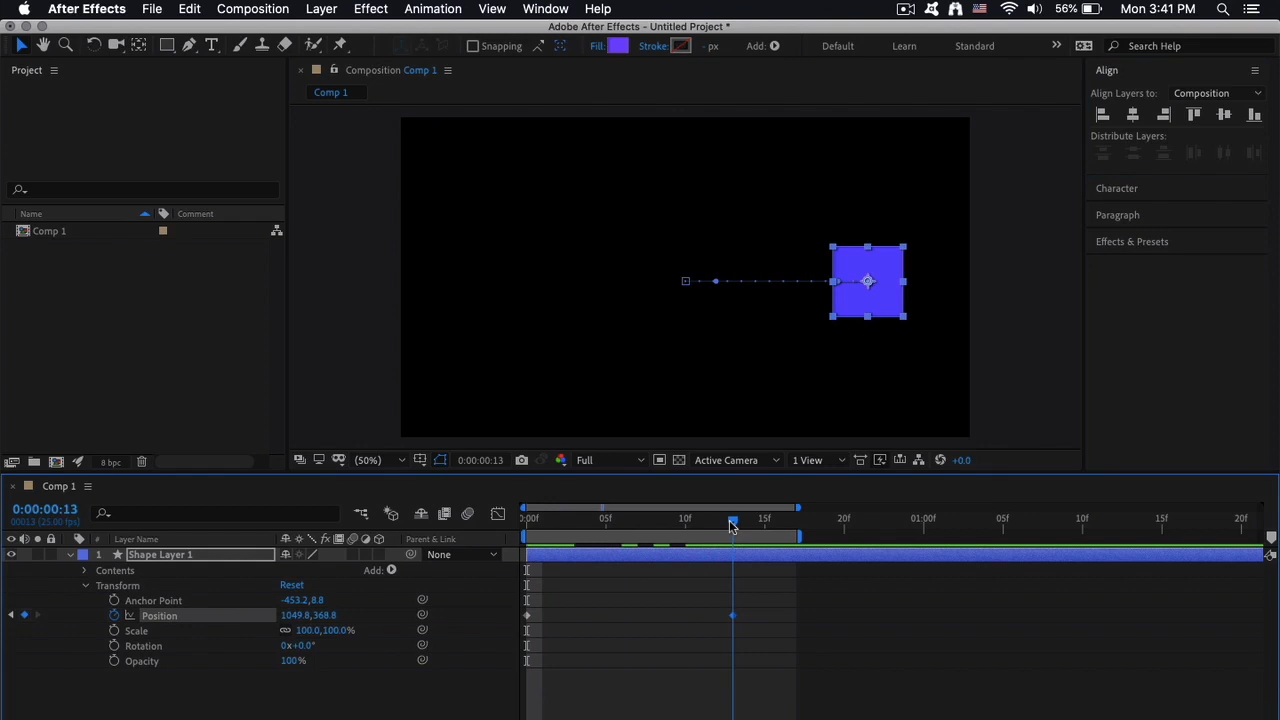 After Effects File Edit Composition Layer Effect Animation View Window Help 56% Mon 3:41 PM
Adobe After Effects - Untitled Project *
Snapping Fill: Stroke: - px Add: Default Learn Standard Search Help
Project Composition Comp 1 Align
Comp 1 Align Layers to: Composition
Distribute Layers:
Character
Name Comment Paragraph
Comp 1 Effects & Presets
8 bpc (50%) 0:00:00:13 Full Active Camera 1 View +0.0
Comp 1
0:00:00:13
00013 (25.00 fps) 0:00f 05f 10f 15f 20f 01:00f 05f 10f 15f 20f
# Layer Name Parent & Link
1 Shape Layer 1 None
Contents Add:
Transform Reset
Anchor Point -453.2,8.8
Position 1049.8,368.8
Scale 100.0,100.0%
Rotation 0x+0.0°
Opacity 100%